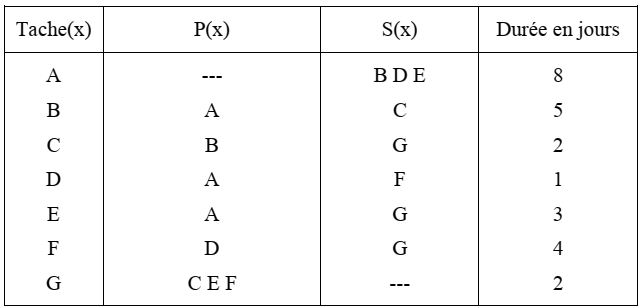 Tache(x) P(x) S(x) Durée en jours
A --- B D E 8
B A C 5
C B G 2
D A F 1
E A G 3
F D G 4
G C E F --- 2